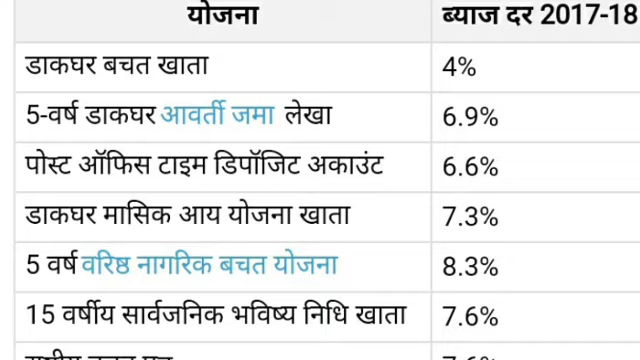 योजना ब्याज दर 2017-18
डाकघर बचत खाता 4%
5-वर्ष डाकघर आवर्ती जमा लेखा 6.9%
पोस्ट ऑफिस टाइम डिपॉजिट अकाउंट 6.6%
डाकघर मासिक आय योजना खाता 7.3%
5 वर्ष वरिष्ठ नागरिक बचत योजना 8.3%
15 वर्षीय सार्वजनिक भविष्य निधि खाता 7.6%